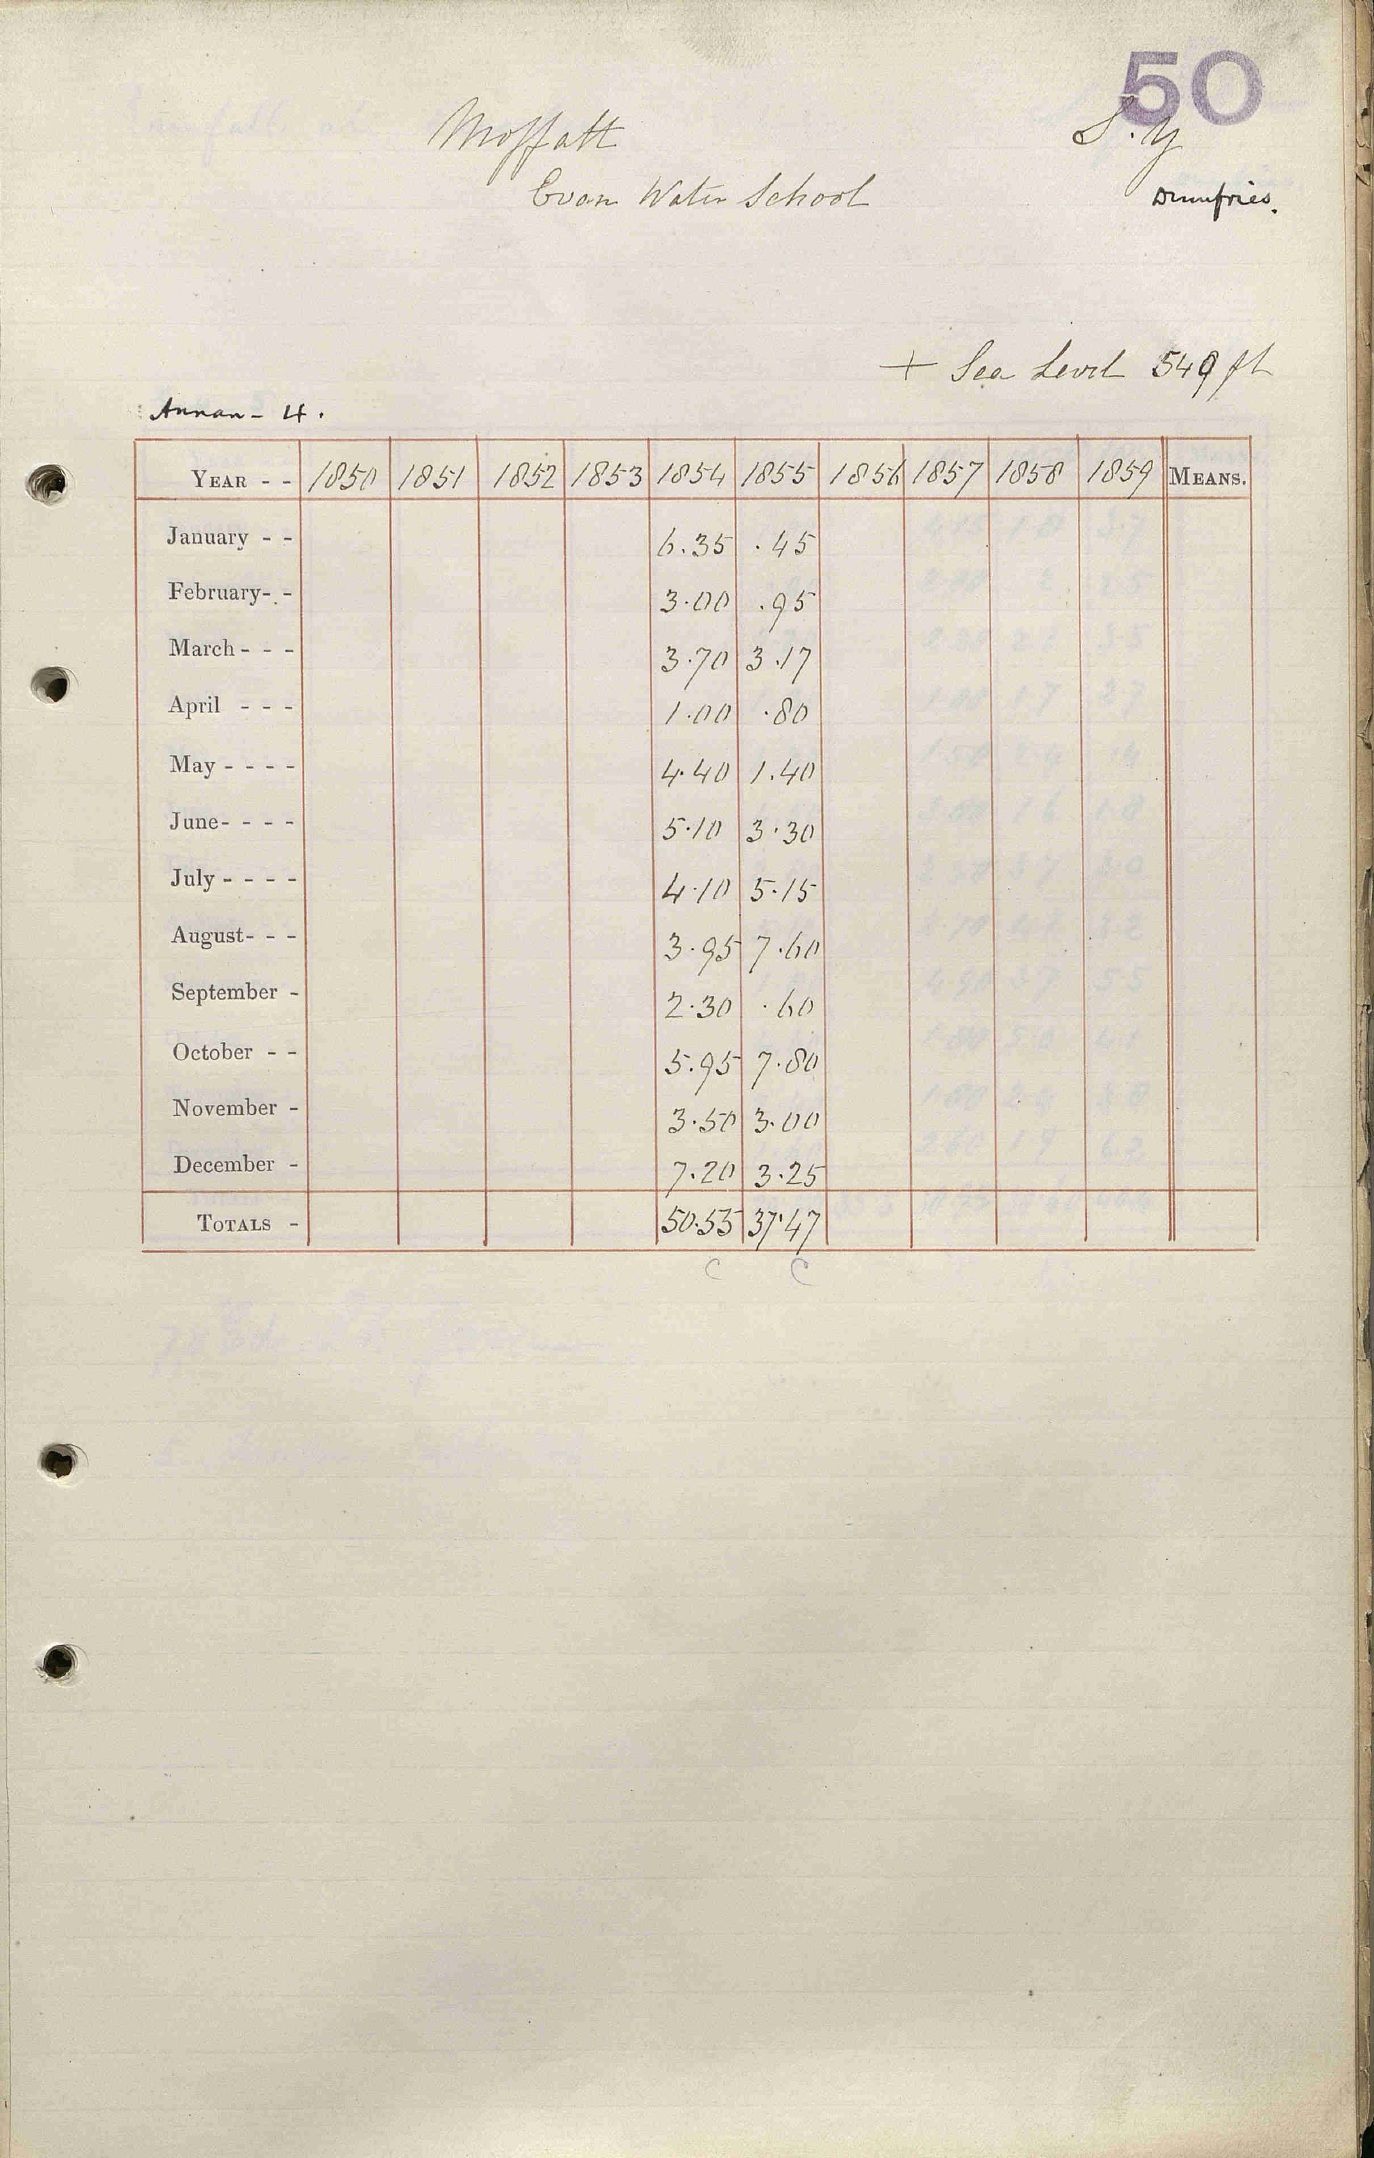 50
Moffatt S. Y
Evan Water School Dumfries.
+ Sea Level 549 ft
Annan - 4.
YEAR - - 1850 1851 1852 1853 1854 1855 1856 1857 1858 1859 MEANS.
January - - 6.35 .45
February - - 3.00 .95
March - - - 3.70 3.17
April - - - 1.00 .80
May - - - - 4.40 1.40
June - - - - 5.10 3.30
July - - - - 4.10 5.15
August - - - 3.95 7.60
September - 2.30 .60
October - - 5.95 7.80
November - 3.50 3.00
December - 7.20 3.25
TOTALS - 50.55 37.47
C C